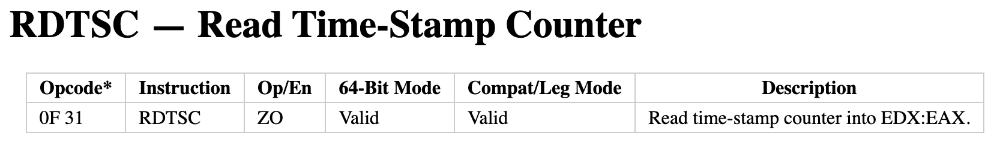 RDTSC — Read Time-Stamp Counter
Opcode* Instruction Op/En 64-Bit Mode Compat/Leg Mode Description
0F 31 RDTSC ZO Valid Valid Read time-stamp counter into EDX:EAX.